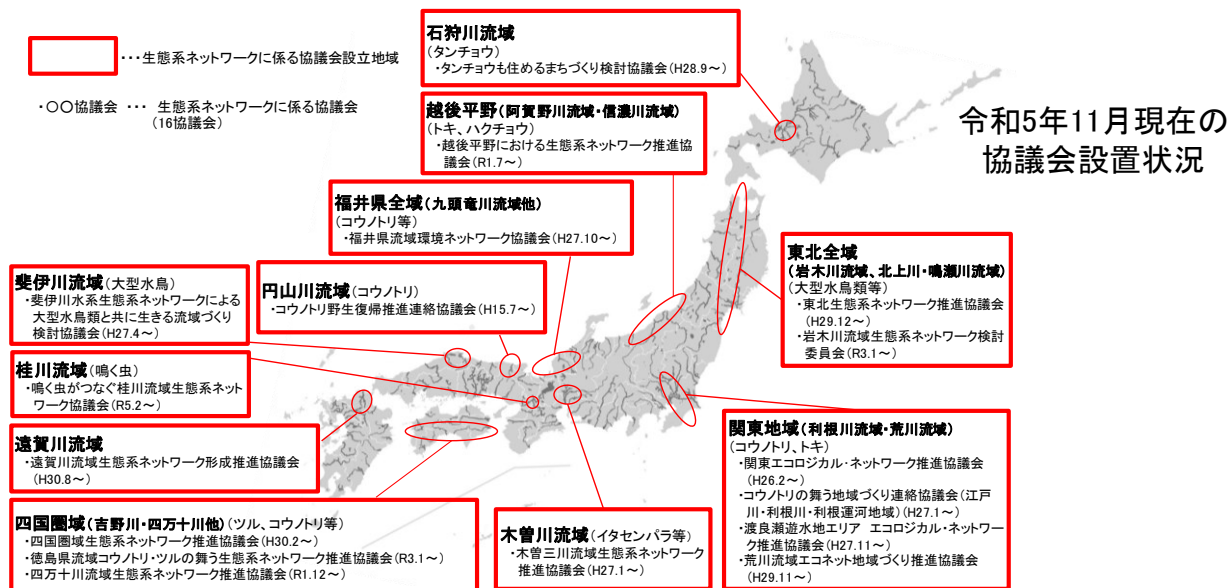 ・・・生態系ネットワークに係る協議会設立地域
・○○協議会 ・・・ 生態系ネットワークに係る協議会
(16協議会)
令和5年11月現在の
協議会設置状況
石狩川流域
(タンチョウ)
・タンチョウも住めるまちづくり検討協議会(H28.9～)
越後平野(阿賀野川流域・信濃川流域)
(トキ、ハクチョウ)
・越後平野における生態系ネットワーク推進協
議会(R1.7～)
福井県全域(九頭竜川流域他)
(コウノトリ等)
・福井県流域環境ネットワーク協議会(H27.10～)
東北全域
(岩木川流域、北上川・鳴瀬川流域)
(大型水鳥類等)
・東北生態系ネットワーク推進協議会
(H29.12～)
・岩木川流域生態系ネットワーク検討
委員会(R3.1～)
斐伊川流域(大型水鳥)
・斐伊川水系生態系ネットワークによる
大型水鳥類と共に生きる流域づくり
検討協議会(H27.4～)
円山川流域(コウノトリ)
・コウノトリ野生復帰推進連絡協議会(H15.7～)
桂川流域(鳴く虫)
・鳴く虫がつなぐ桂川流域生態系ネット
ワーク協議会(R5.2～)
遠賀川流域
・遠賀川流域生態系ネットワーク形成推進協議会
(H30.8～)
四国圏域(吉野川・四万十川他)(ツル、コウノトリ等)
・四国圏域生態系ネットワーク推進協議会(H30.2～)
・徳島県流域コウノトリ・ツルの舞う生態系ネットワーク推進協議会(R3.1～)
・四万十川流域生態系ネットワーク推進協議会(R1.12～)
木曽川流域(イタセンパラ等)
・木曽三川流域生態系ネットワーク
推進協議会(H27.1～)
関東地域(利根川流域・荒川流域)
(コウノトリ、トキ)
・関東エコロジカル・ネットワーク推進協議会
(H26.2～)
・コウノトリの舞う地域づくり連絡協議会(江戸
川・利根川・利根運河地域)(H27.1～)
・渡良瀬遊水地エリア エコロジカル・ネットワー
ク推進協議会(H27.11～)
・荒川流域エコネット地域づくり推進協議会
(H29.11～)